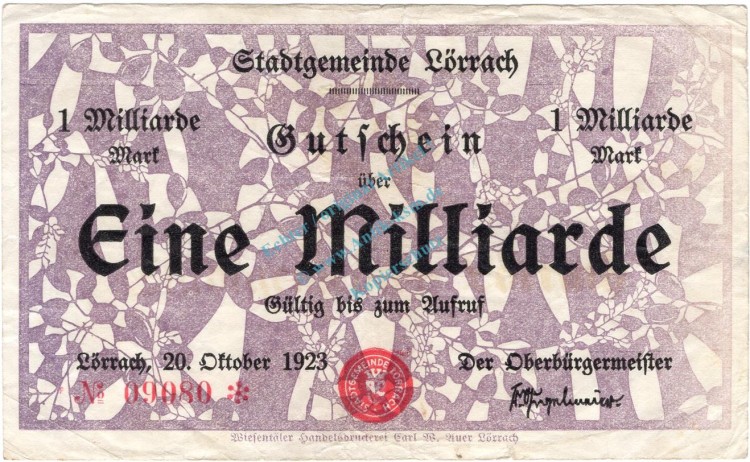 Stadtgemeinde Lörrach
1 Milliarde Mark
Gutschein
1 Milliarde Mark
über
Eine Milliarde
Gültig bis zum Aufruf
Lörrach, 20. Oktober 1923
Der Oberbürgermeister
№ 09080 *
STADTGEMEINDE LÖRRACH
Wiesentäler Handelsdruckerei Carl W. Auer Lörrach